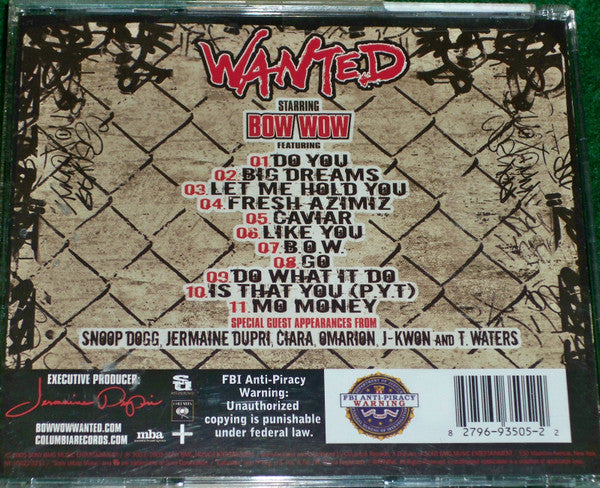 WANTED
STARRING
BOW WOW
FEATURING
01. DO YOU
02. BIG DREAMS
03. LET ME HOLD YOU
04. FRESH AZIMIZ
05. CAVIAR
06. LIKE YOU
07. B.O.W.
08. GO
09. DO WHAT IT DO
10. IS THAT YOU (P.Y.T)
11. MO MONEY
SPECIAL GUEST APPEARANCES FROM
SNOOP DOGG, JERMAINE DUPRI, CIARA, OMARION, J-KWON AND T. WATERS
EXECUTIVE PRODUCER:
Jermaine Dupri
BOWWOWWANTED.COM
COLUMBIARECORDS.COM
mba
COLUMBIA
FBI Anti-Piracy
Warning:
Unauthorized
copying is punishable
under federal law.
FBI ANTI-PIRACY
WARNING
8 2796-93505-2 2